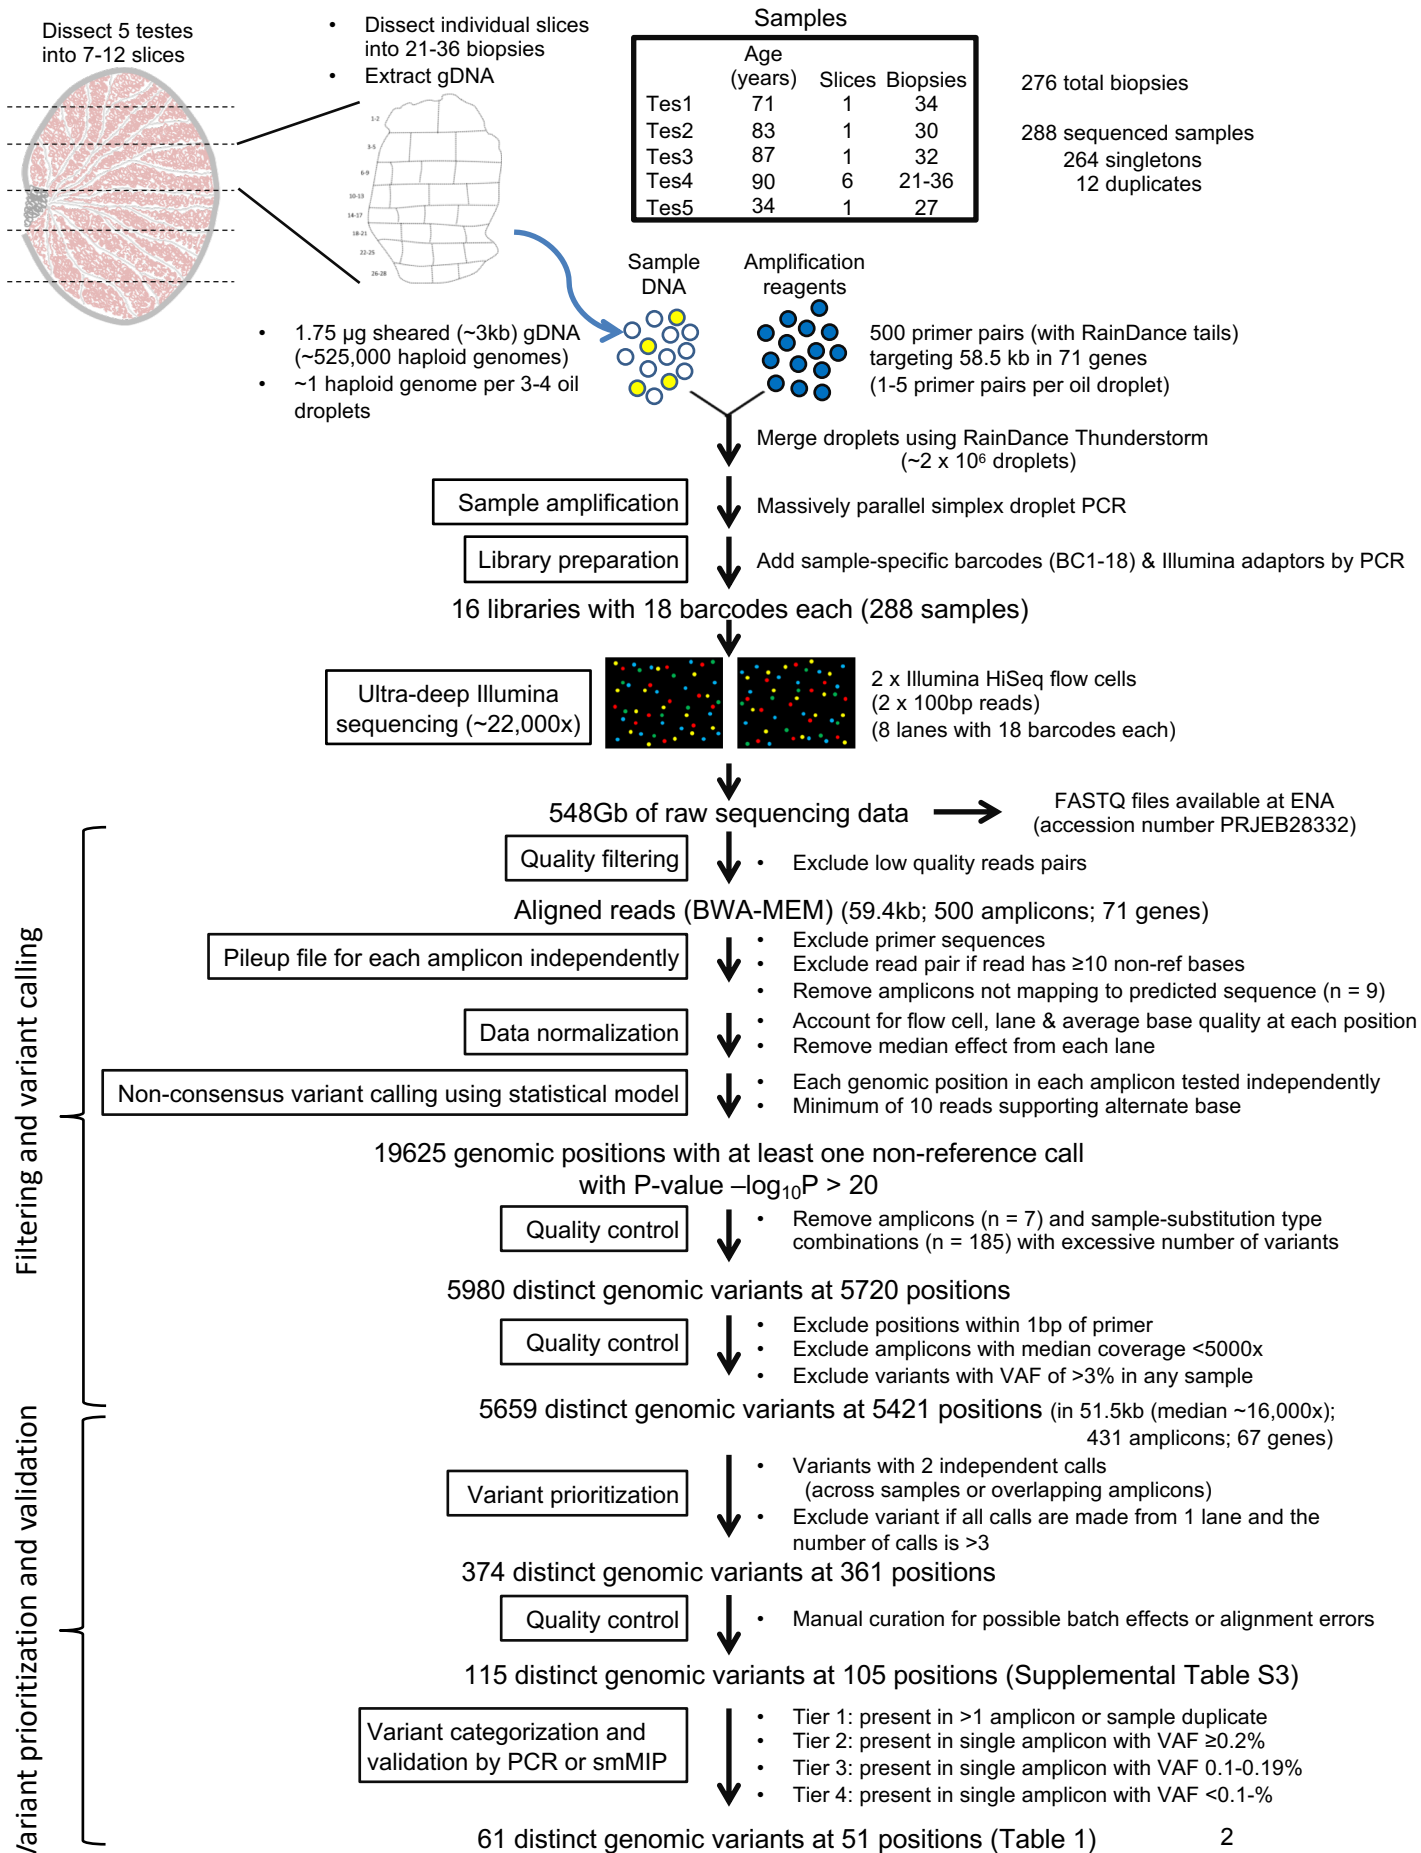 Dissect 5 testes
into 7-12 slices
• Dissect individual slices
into 21-36 biopsies
• Extract gDNA
1-2
3-5
6-9
10-13
14-17
18-21
22-25
26-28
Samples
Age
(years) Slices Biopsies
Tes1 71 1 34
Tes2 83 1 30
Tes3 87 1 32
Tes4 90 6 21-36
Tes5 34 1 27
276 total biopsies
288 sequenced samples
264 singletons
12 duplicates
• 1.75 µg sheared (~3kb) gDNA
(~525,000 haploid genomes)
• ~1 haploid genome per 3-4 oil
droplets
Sample
DNA
Amplification
reagents
500 primer pairs (with RainDance tails)
targeting 58.5 kb in 71 genes
(1-5 primer pairs per oil droplet)
Merge droplets using RainDance Thunderstorm
(~2 x 10⁶ droplets)
Sample amplification
Massively parallel simplex droplet PCR
Library preparation
Add sample-specific barcodes (BC1-18) & Illumina adaptors by PCR
16 libraries with 18 barcodes each (288 samples)
Ultra-deep Illumina
sequencing (~22,000x)
2 x Illumina HiSeq flow cells
(2 x 100bp reads)
(8 lanes with 18 barcodes each)
548Gb of raw sequencing data
FASTQ files available at ENA
(accession number PRJEB28332)
Filtering and variant calling
Quality filtering
• Exclude low quality reads pairs
Aligned reads (BWA-MEM) (59.4kb; 500 amplicons; 71 genes)
Pileup file for each amplicon independently
• Exclude primer sequences
• Exclude read pair if read has ≥10 non-ref bases
• Remove amplicons not mapping to predicted sequence (n = 9)
Data normalization
• Account for flow cell, lane & average base quality at each position
• Remove median effect from each lane
Non-consensus variant calling using statistical model
• Each genomic position in each amplicon tested independently
• Minimum of 10 reads supporting alternate base
19625 genomic positions with at least one non-reference call
with P-value –log₁₀P > 20
Quality control
• Remove amplicons (n = 7) and sample-substitution type
combinations (n = 185) with excessive number of variants
5980 distinct genomic variants at 5720 positions
Quality control
• Exclude positions within 1bp of primer
• Exclude amplicons with median coverage <5000x
• Exclude variants with VAF of >3% in any sample
5659 distinct genomic variants at 5421 positions (in 51.5kb (median ~16,000x);
431 amplicons; 67 genes)
Variant prioritization and validation
Variant prioritization
• Variants with 2 independent calls
(across samples or overlapping amplicons)
• Exclude variant if all calls are made from 1 lane and the
number of calls is >3
374 distinct genomic variants at 361 positions
Quality control
• Manual curation for possible batch effects or alignment errors
115 distinct genomic variants at 105 positions (Supplemental Table S3)
Variant categorization and
validation by PCR or smMIP
• Tier 1: present in >1 amplicon or sample duplicate
• Tier 2: present in single amplicon with VAF ≥0.2%
• Tier 3: present in single amplicon with VAF 0.1-0.19%
• Tier 4: present in single amplicon with VAF <0.1-%
61 distinct genomic variants at 51 positions (Table 1)
2